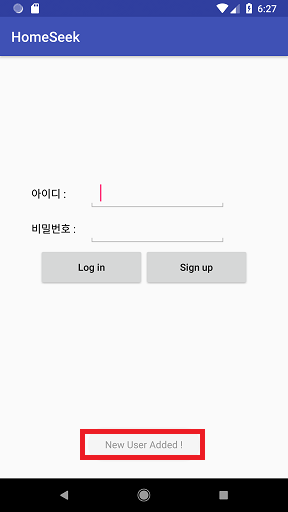 6:27
HomeSeek
아이디 :
비밀번호 :
Log in Sign up
New User Added !